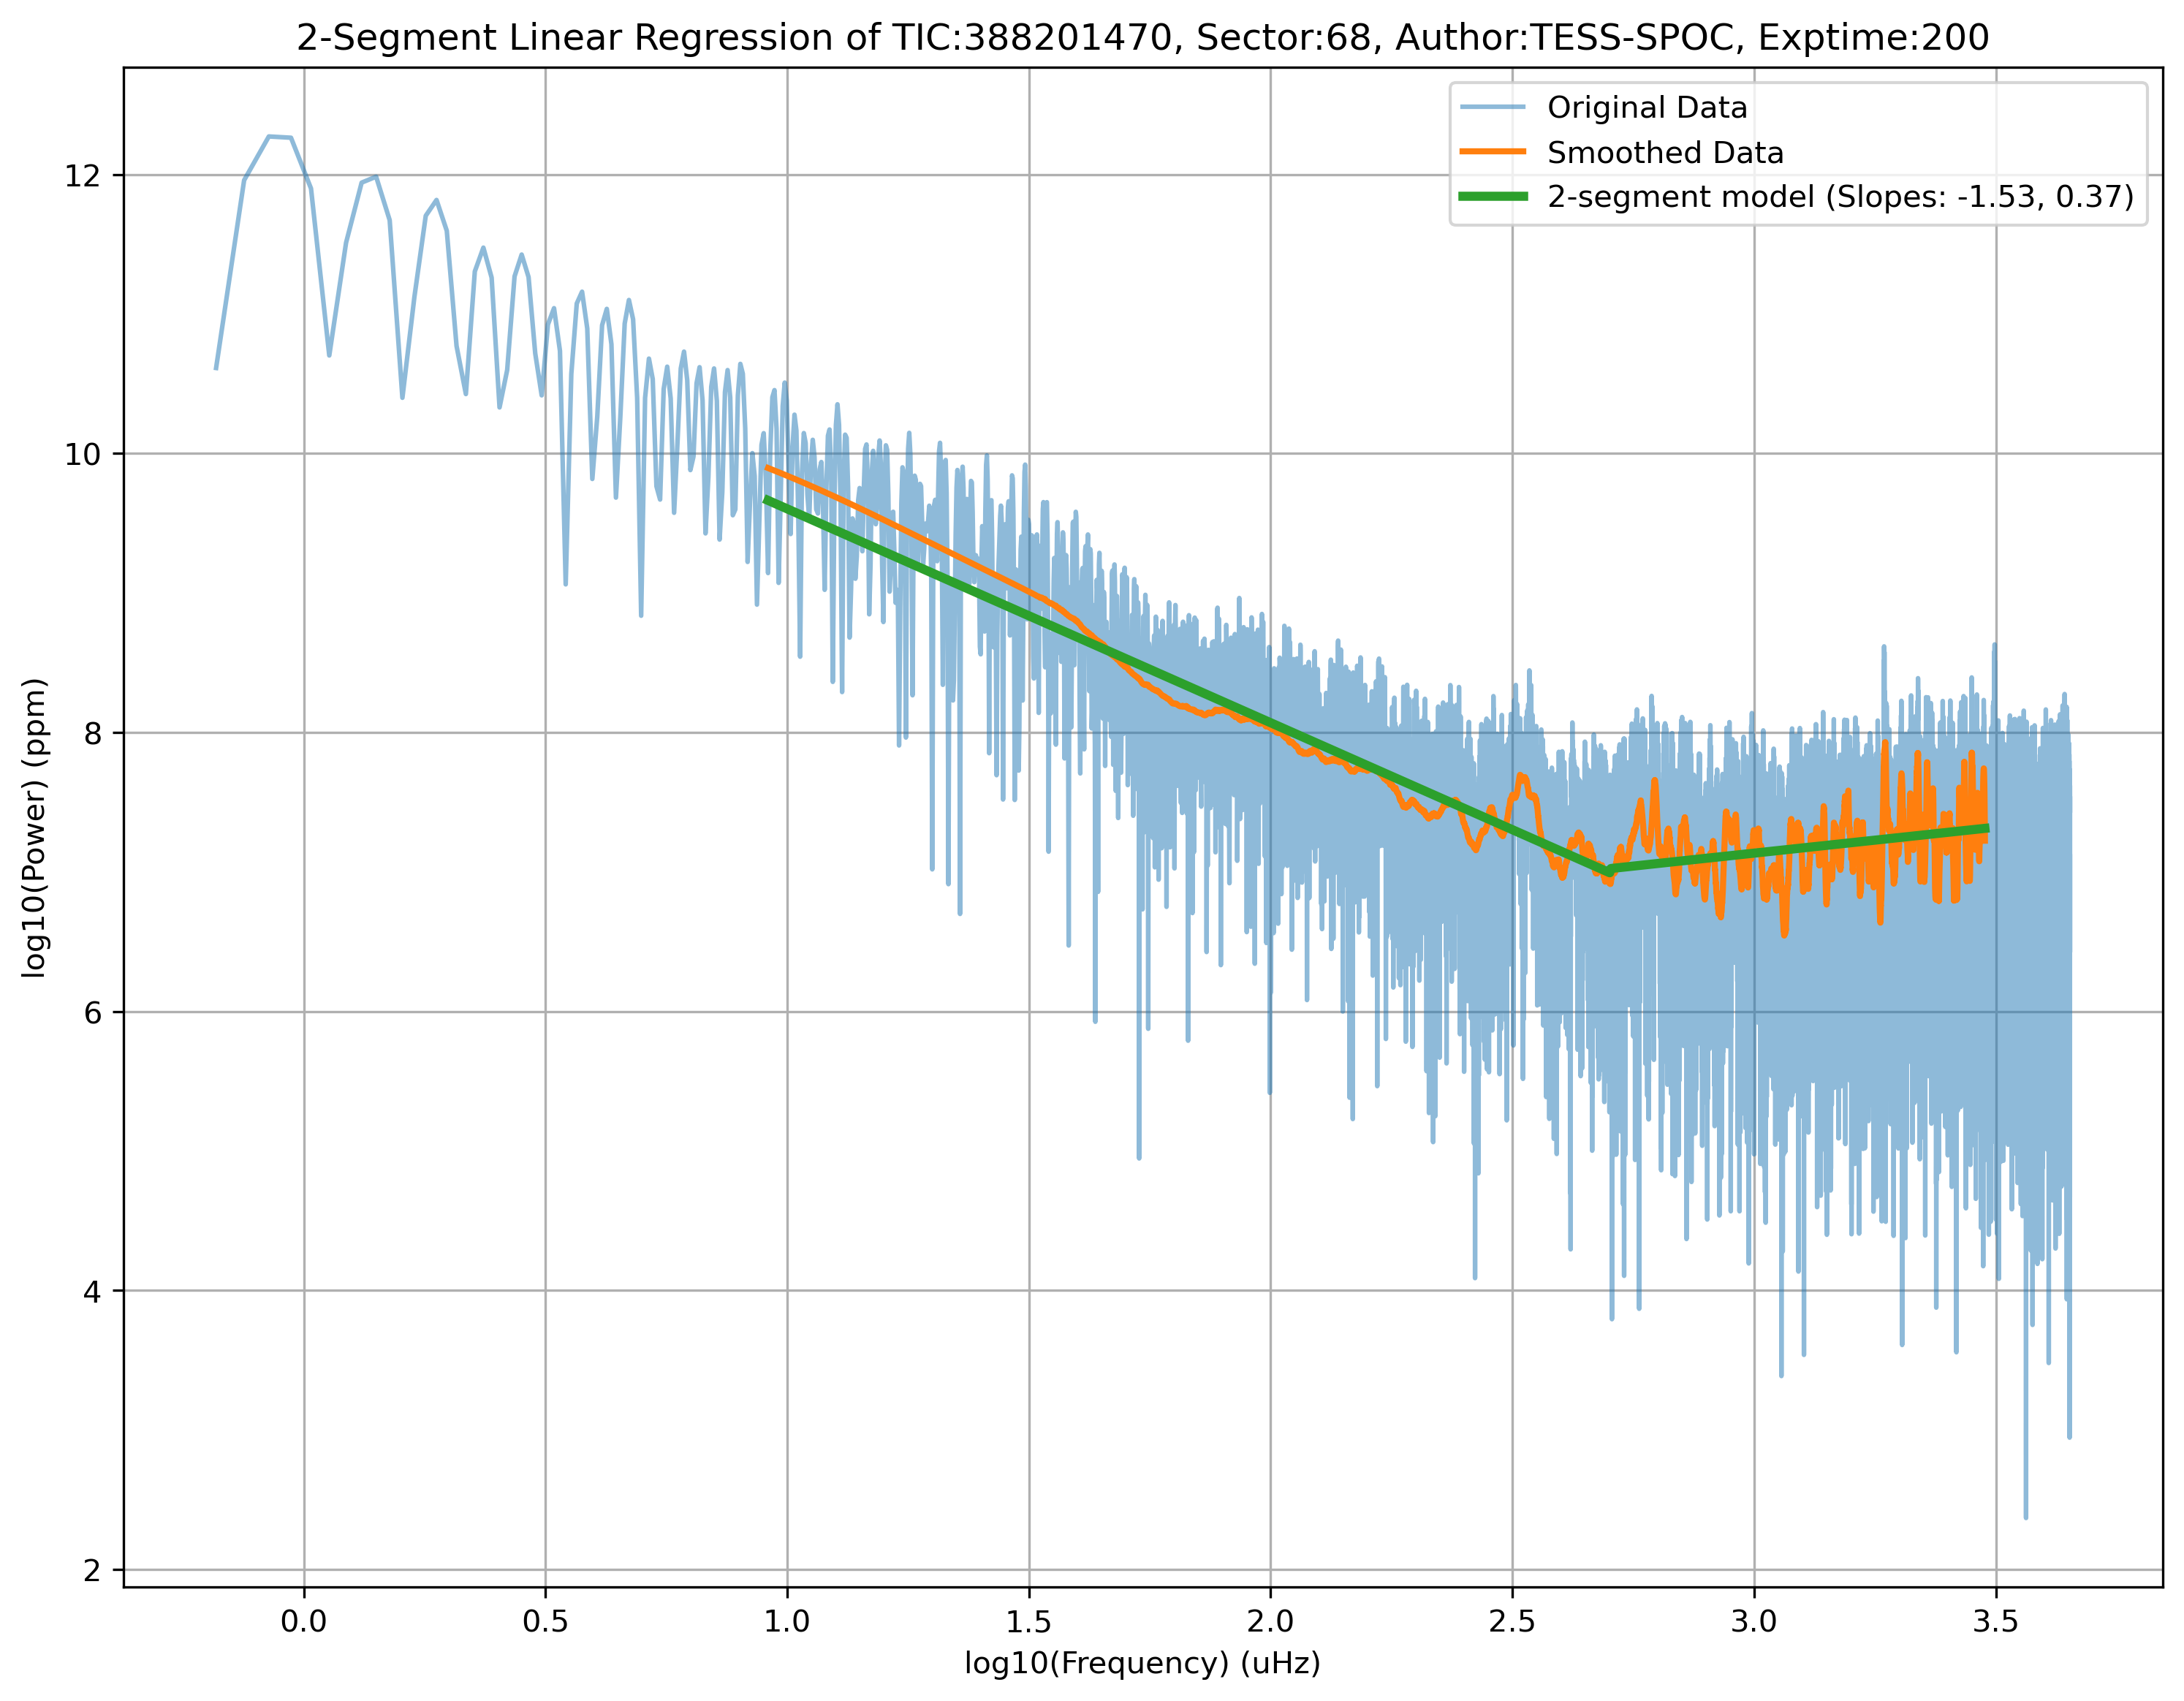 2-Segment Linear Regression of TIC:388201470, Sector:68, Author:TESS-SPOC, Exptime:200
Original Data
Smoothed Data
2-segment model (Slopes: -1.53, 0.37)
log10(Power) (ppm)
12
10
8
6
4
2
0.0 0.5 1.0 1.5 2.0 2.5 3.0 3.5
log10(Frequency) (uHz)